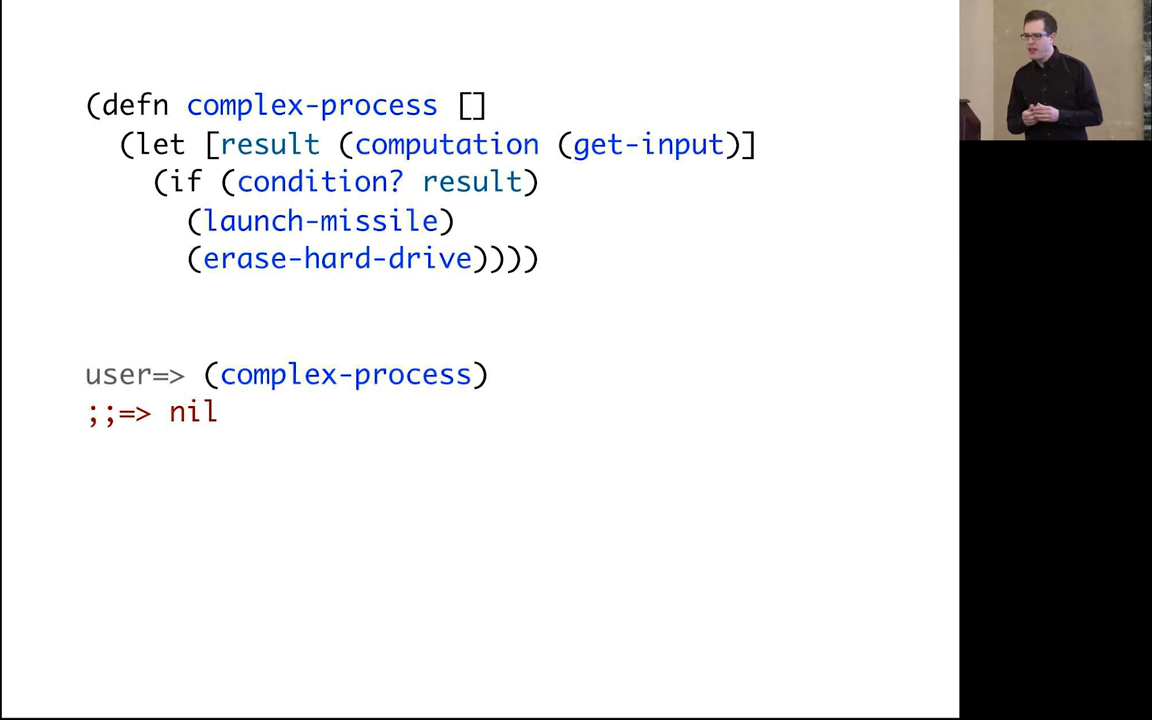 (defn complex-process []
(let [result (computation (get-input)]
(if (condition? result)
(launch-missile)
(erase-hard-drive))))
user=> (complex-process)
;;=> nil